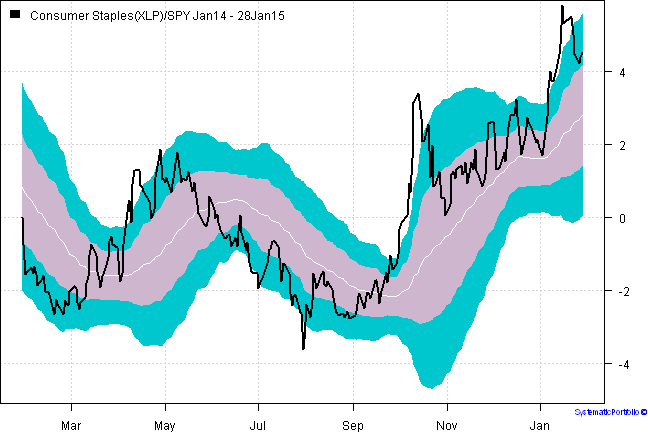 Consumer Staples(XLP)/SPY Jan14 - 28Jan15
4
2
0
-2
-4
Mar May Jul Sep Nov Jan
SystematicPortfolio ©